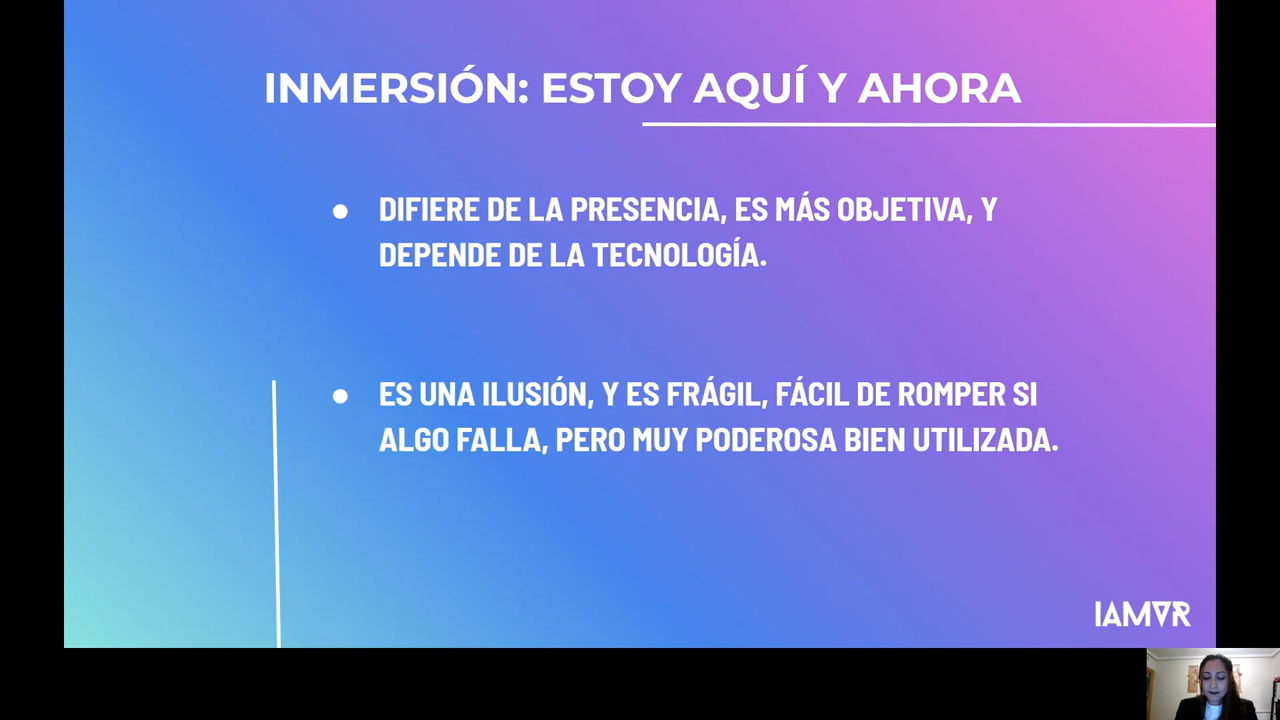 INMERSIÓN: ESTOY AQUÍ Y AHORA
● DIFIERE DE LA PRESENCIA, ES MÁS OBJETIVA, Y
DEPENDE DE LA TECNOLOGÍA.
● ES UNA ILUSIÓN, Y ES FRÁGIL, FÁCIL DE ROMPER SI
ALGO FALLA, PERO MUY PODEROSA BIEN UTILIZADA.
IAMVR